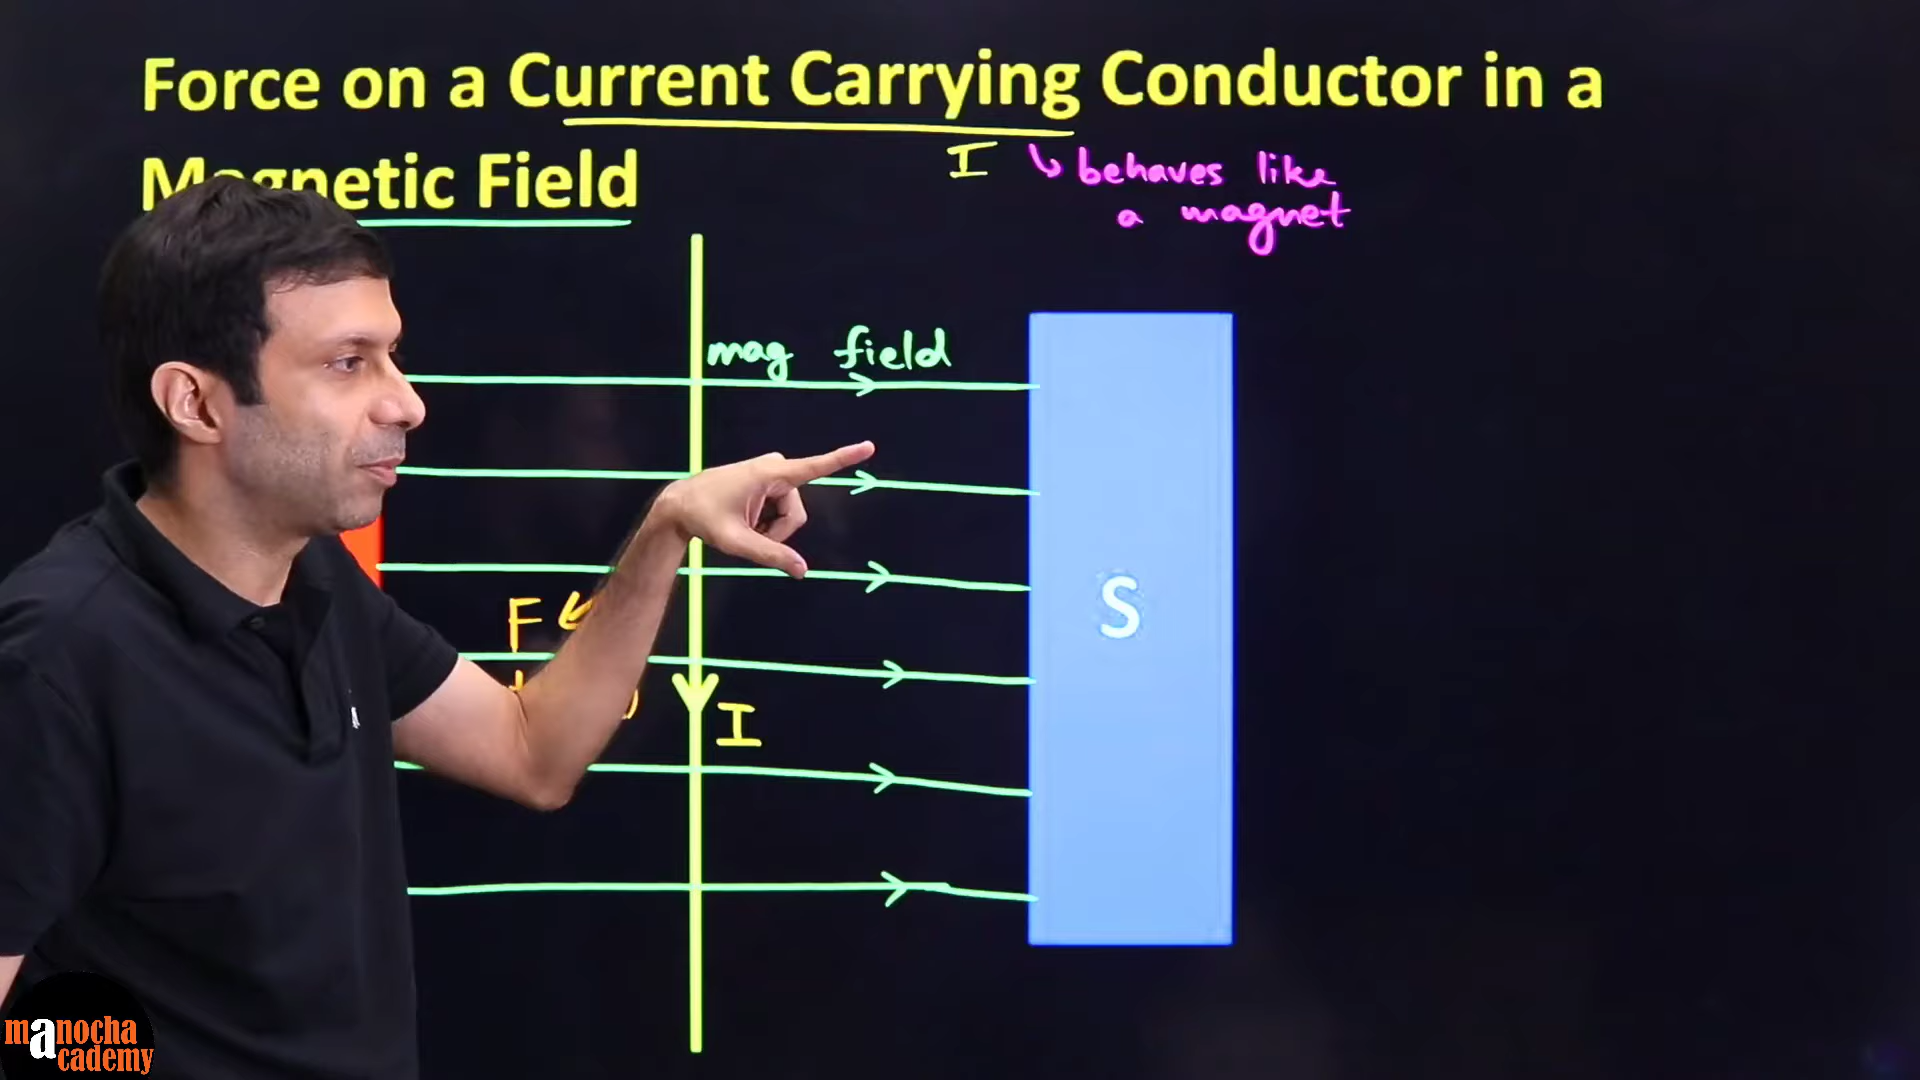 Force on a Current Carrying Conductor in a
Magnetic Field
I
behaves like
a magnet
mag field
S
F
I
manocha
academy